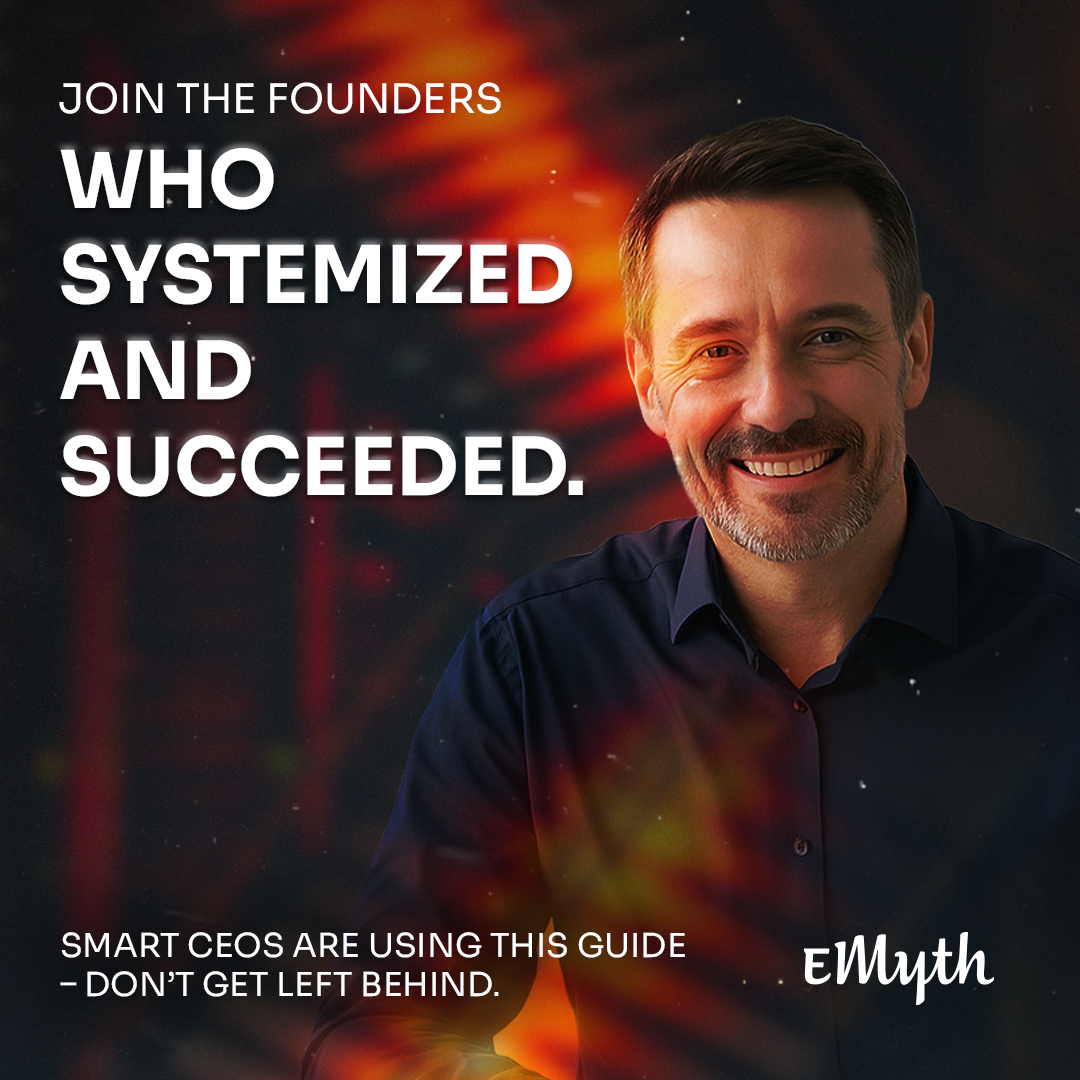 JOIN THE FOUNDERS
WHO
SYSTEMIZED
AND
SUCCEEDED.
SMART CEOS ARE USING THIS GUIDE
– DON'T GET LEFT BEHIND.
EMyth